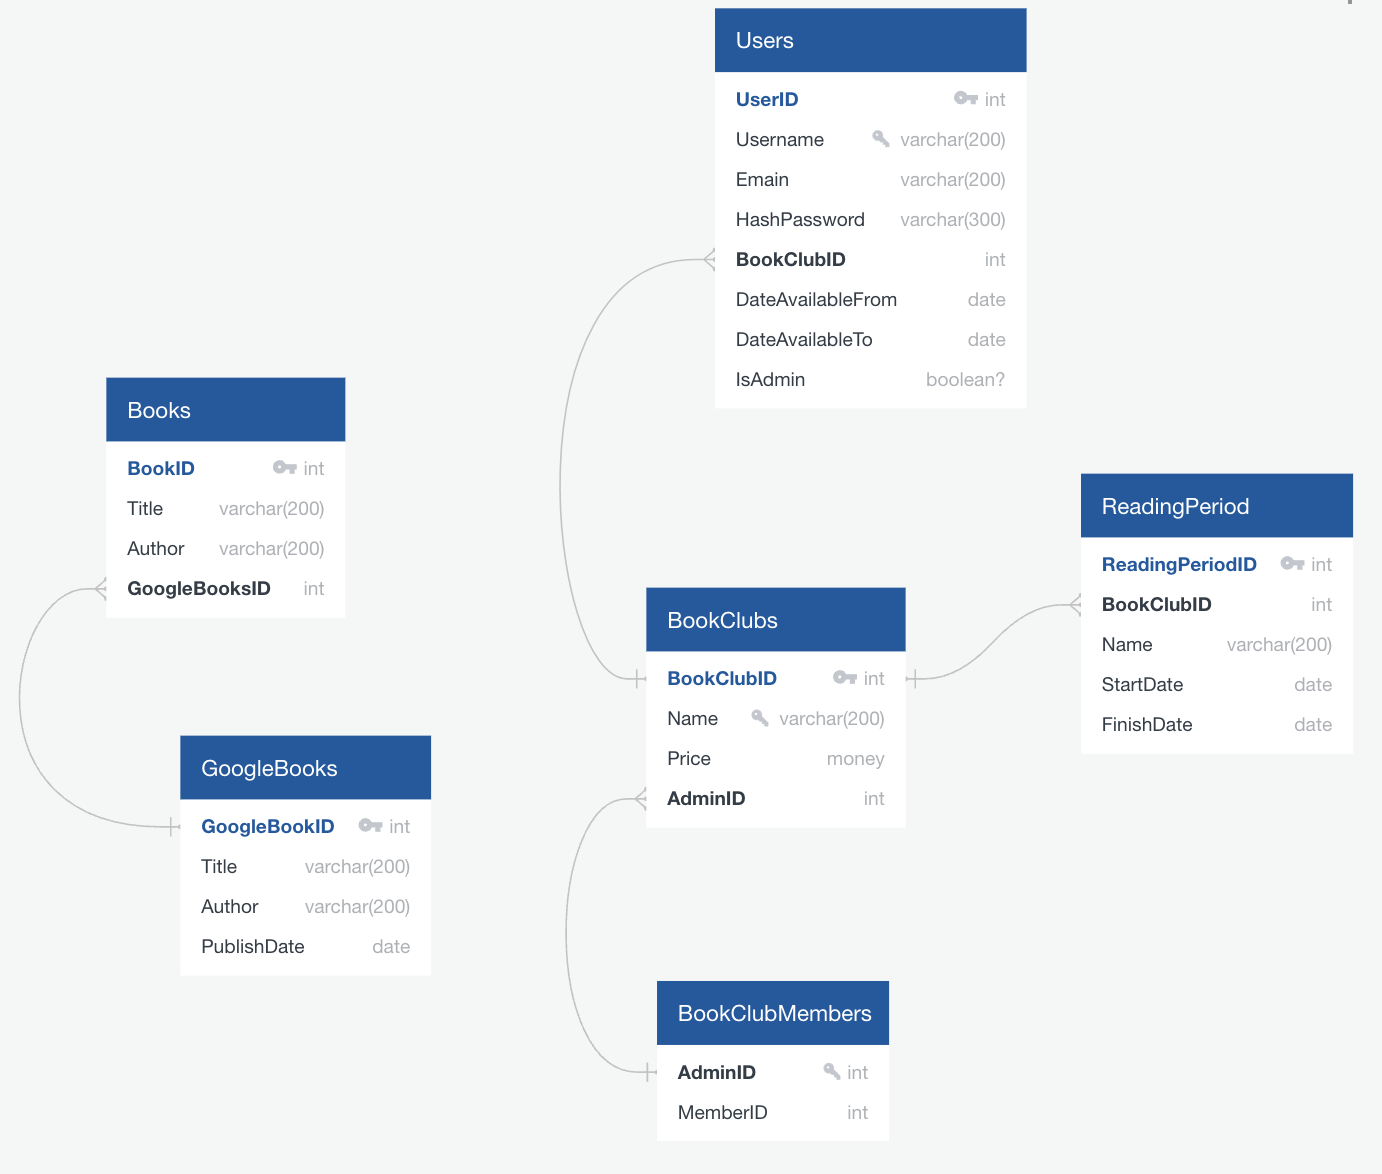 Users
UserID int
Username varchar(200)
Emain varchar(200)
HashPassword varchar(300)
BookClubID int
DateAvailableFrom date
DateAvailableTo date
IsAdmin boolean?
Books
BookID int
Title varchar(200)
Author varchar(200)
GoogleBooksID int
ReadingPeriod
ReadingPeriodID int
BookClubID int
Name varchar(200)
StartDate date
FinishDate date
BookClubs
BookClubID int
Name varchar(200)
Price money
AdminID int
GoogleBooks
GoogleBookID int
Title varchar(200)
Author varchar(200)
PublishDate date
BookClubMembers
AdminID int
MemberID int